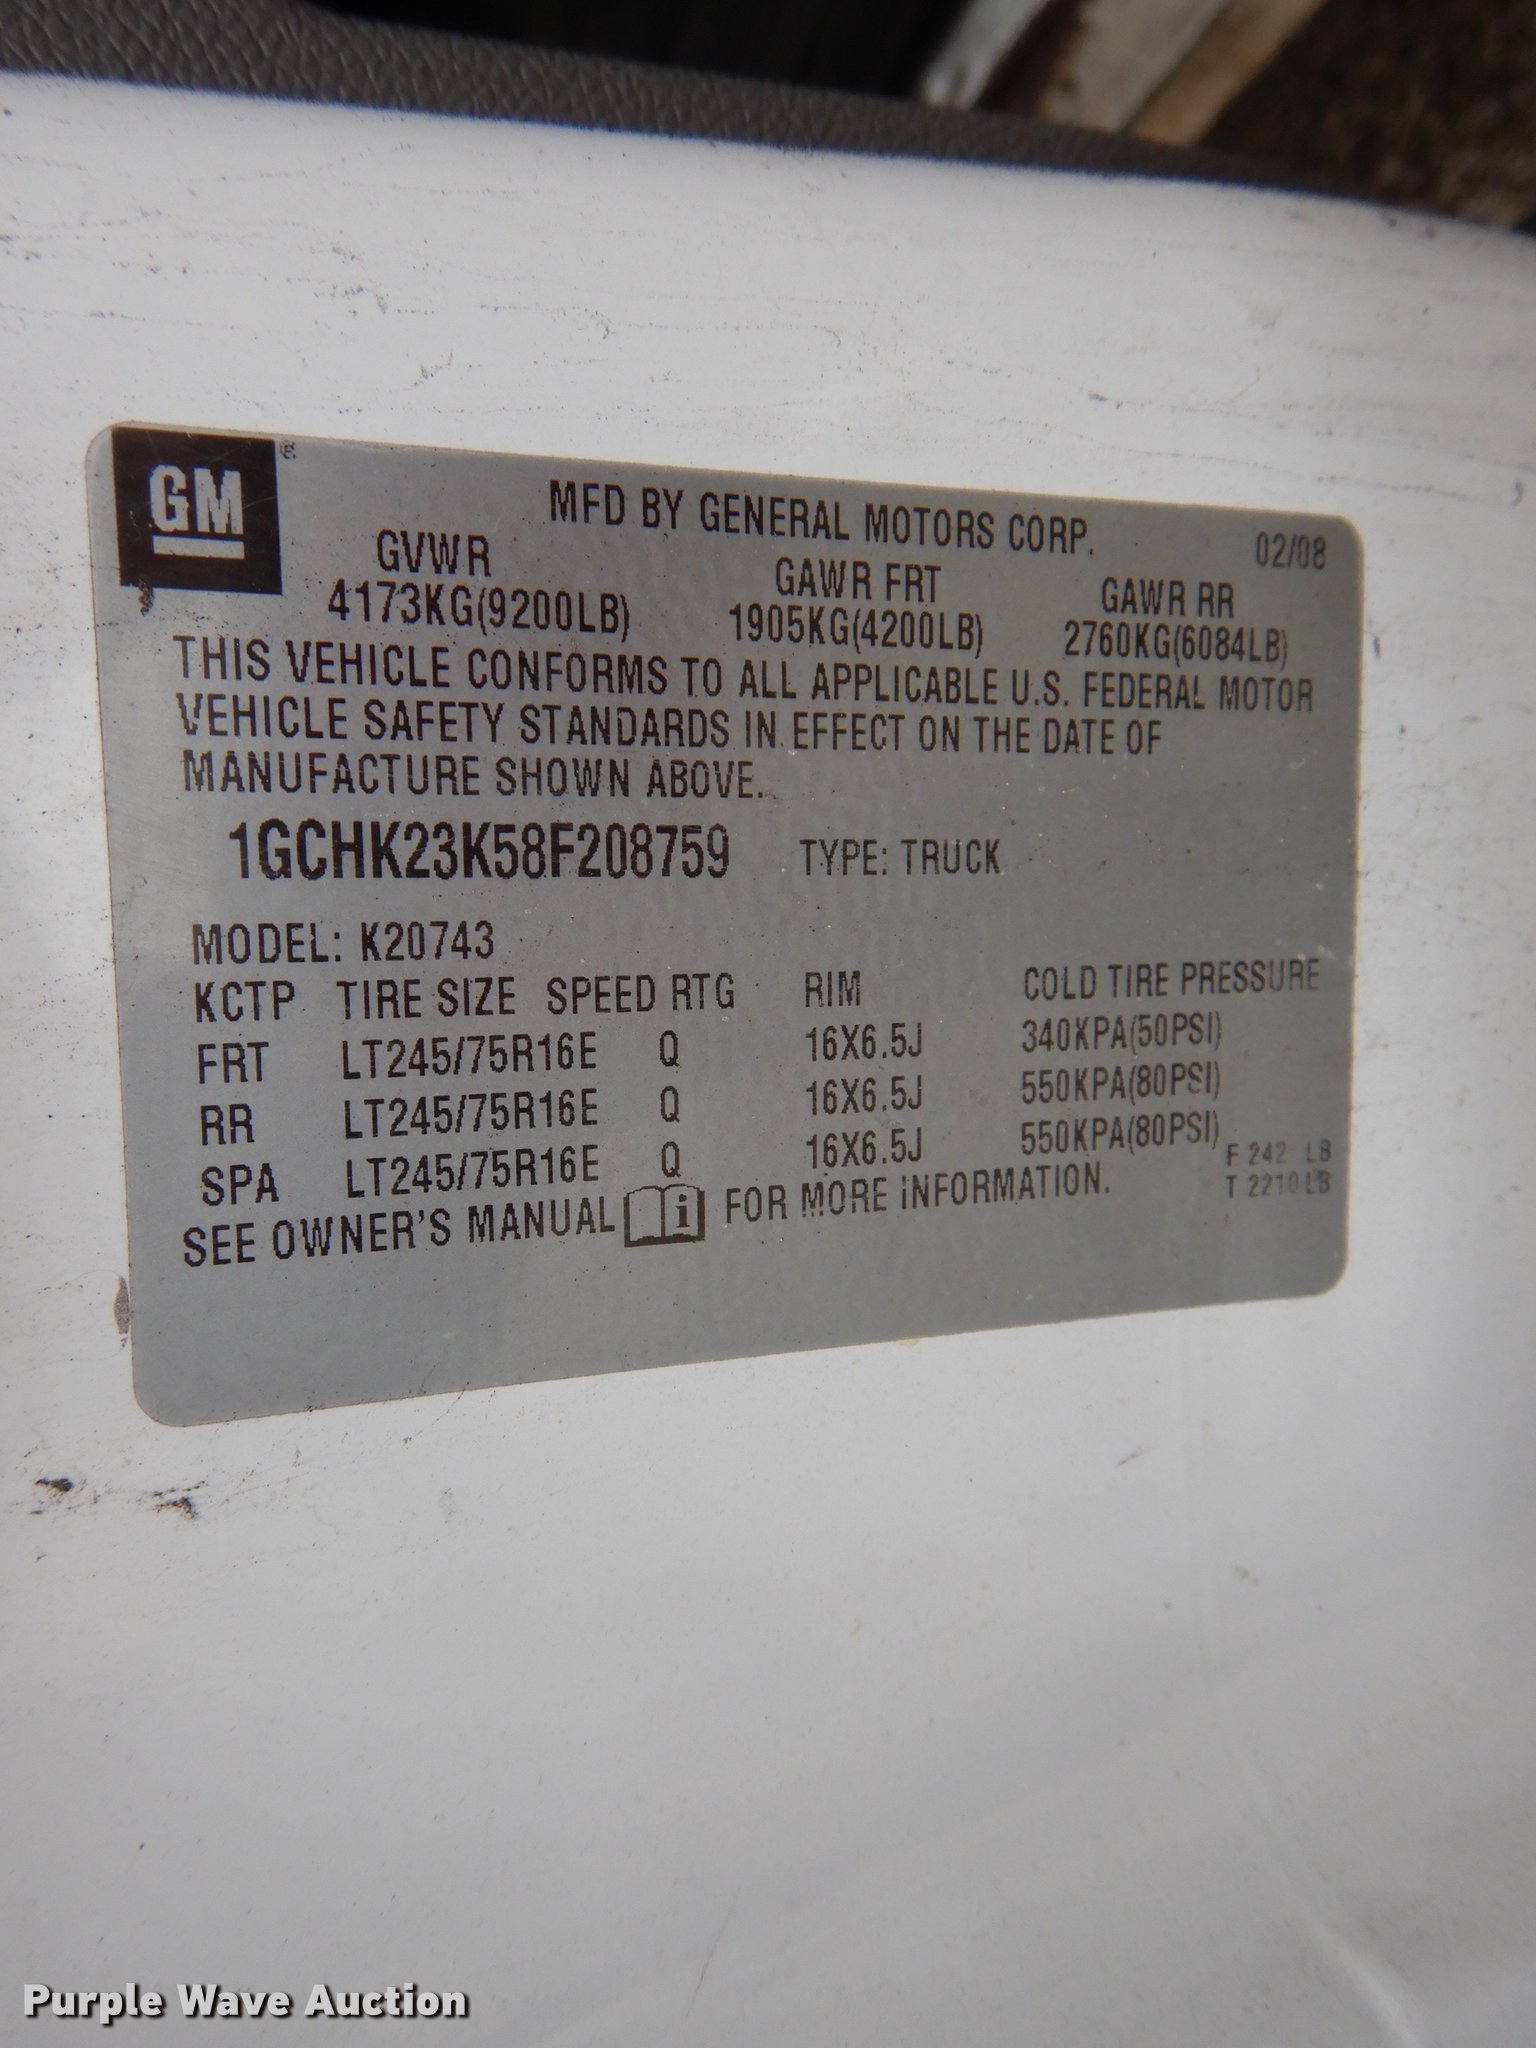 GM ®
MFD BY GENERAL MOTORS CORP.
02/08
GVWR GAWR FRT GAWR RR
4173KG(9200LB) 1905KG(4200LB) 2760KG(6084LB)
THIS VEHICLE CONFORMS TO ALL APPLICABLE U.S. FEDERAL MOTOR
VEHICLE SAFETY STANDARDS IN EFFECT ON THE DATE OF
MANUFACTURE SHOWN ABOVE.
1GCHK23K58F208759 TYPE: TRUCK
MODEL: K20743
KCTP TIRE SIZE SPEED RTG RIM COLD TIRE PRESSURE
FRT LT245/75R16E Q 16X6.5J 340KPA(50PSI)
RR LT245/75R16E Q 16X6.5J 550KPA(80PSI)
SPA LT245/75R16E Q 16X6.5J 550KPA(80PSI)
F 242 LB
T 2210LB
SEE OWNER'S MANUAL i FOR MORE INFORMATION.
Purple Wave Auction